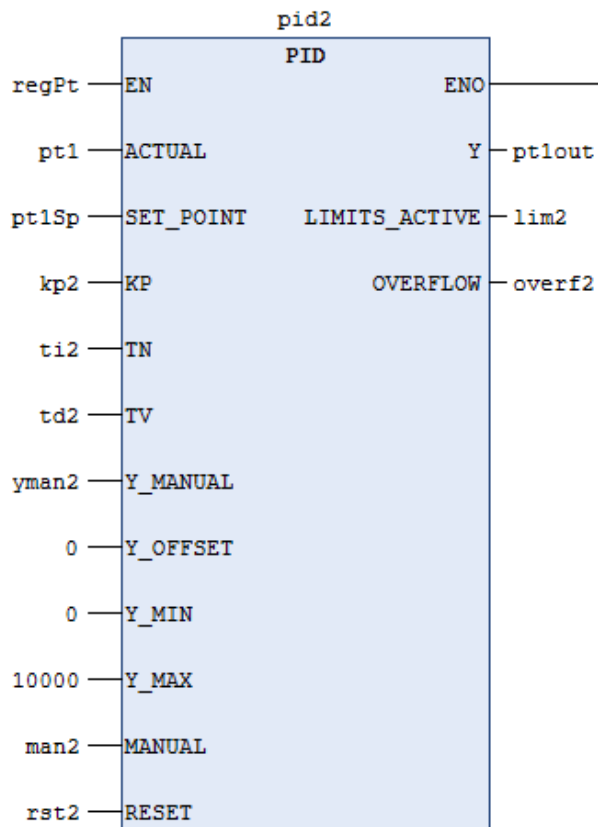 pid2
PID
regPt EN ENO
pt1 ACTUAL Y pt1out
pt1Sp SET_POINT LIMITS_ACTIVE lim2
kp2 KP OVERFLOW overf2
ti2 TN
td2 TV
yman2 Y_MANUAL
0 Y_OFFSET
0 Y_MIN
10000 Y_MAX
man2 MANUAL
rst2 RESET